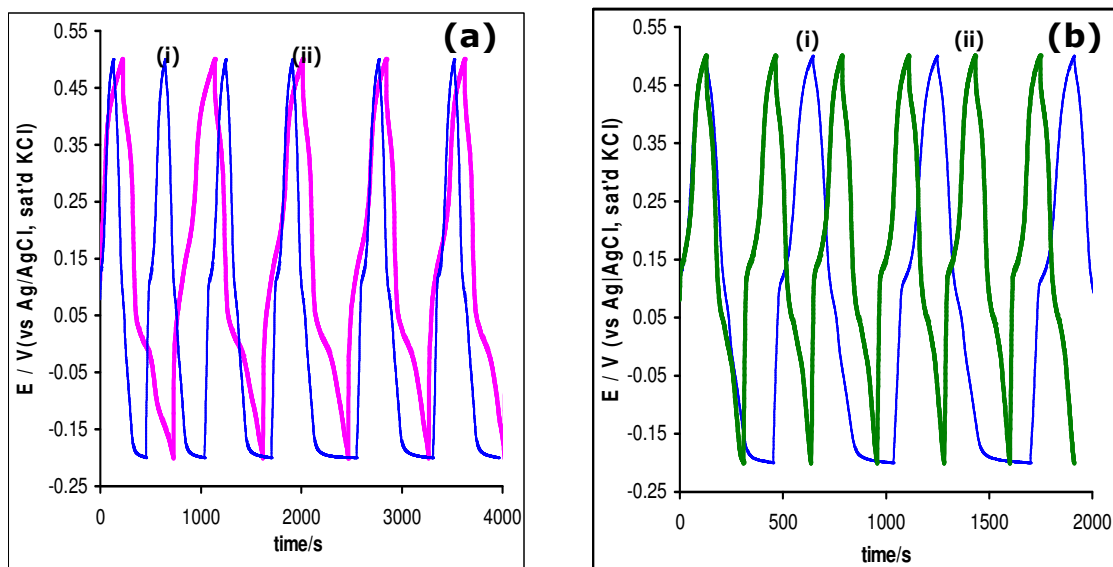 (a)
(i)
(ii)
0.55
0.45
0.35
0.25
0.15
0.05
-0.05
-0.15
-0.25
E / V (vs Ag/AgCl, sat'd KCl)
0
1000
2000
3000
4000
time/s
(b)
(i)
(ii)
0.55
0.45
0.35
0.25
0.15
0.05
-0.05
-0.15
-0.25
E / V (vs Ag|AgCl, sat'd KCl)
0
500
1000
1500
2000
time/s